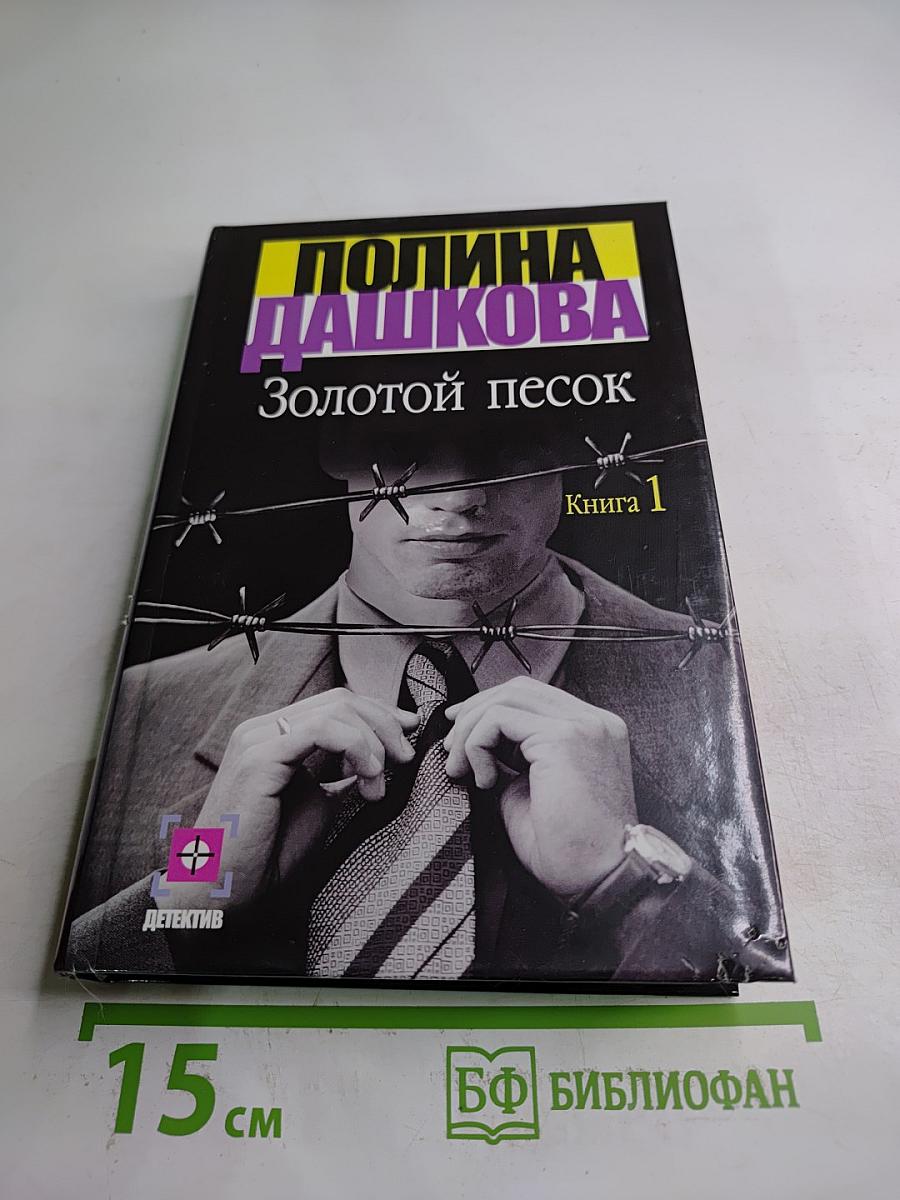 ПОЛИНА
ДАШКОВА
Золотой песок
Книга 1
ДЕТЕКТИВ
15 см
БФ БИБЛИОФАН